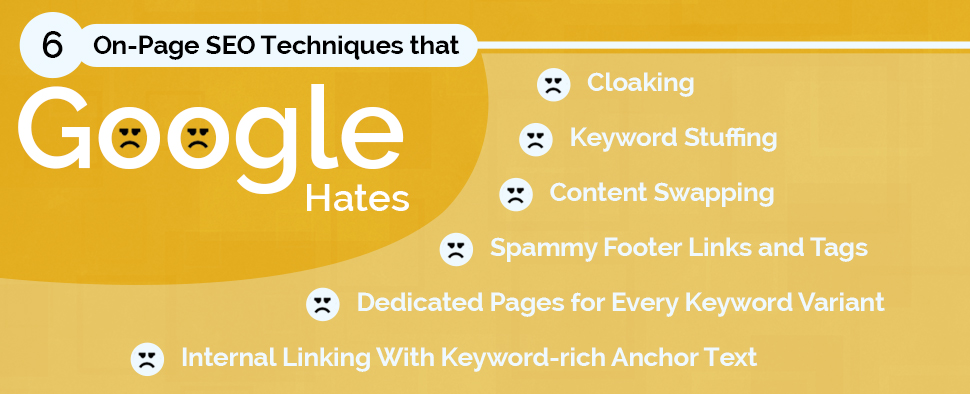 6 On-Page SEO Techniques that
Google
Hates
Cloaking
Keyword Stuffing
Content Swapping
Spammy Footer Links and Tags
Dedicated Pages for Every Keyword Variant
Internal Linking With Keyword-rich Anchor Text